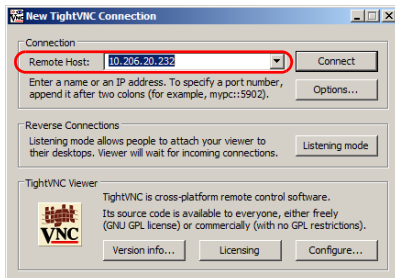 New TightVNC Connection
Connection
Remote Host: 10.206.20.232
Connect
Enter a name or an IP address. To specify a port number,
append it after two colons (for example, mypc::5902).
Options...
Reverse Connections
Listening mode allows people to attach your viewer to
their desktops. Viewer will wait for incoming connections.
Listening mode
TightVNC Viewer
tight
VNC
TightVNC is cross-platform remote control software.
Its source code is available to everyone, either freely
(GNU GPL license) or commercially (with no GPL restrictions).
Version info...
Licensing
Configure...